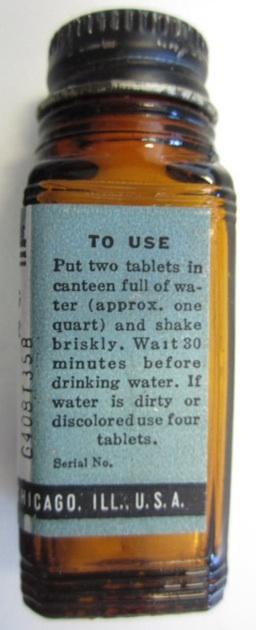 TO USE
Put two tablets in
canteen full of wa-
ter (approx. one
quart) and shake
briskly. Wait 30
minutes before
drinking water. If
water is dirty or
discolored use four
tablets.
Serial No.
HICAGO, ILL., U.S.A.
G4081358